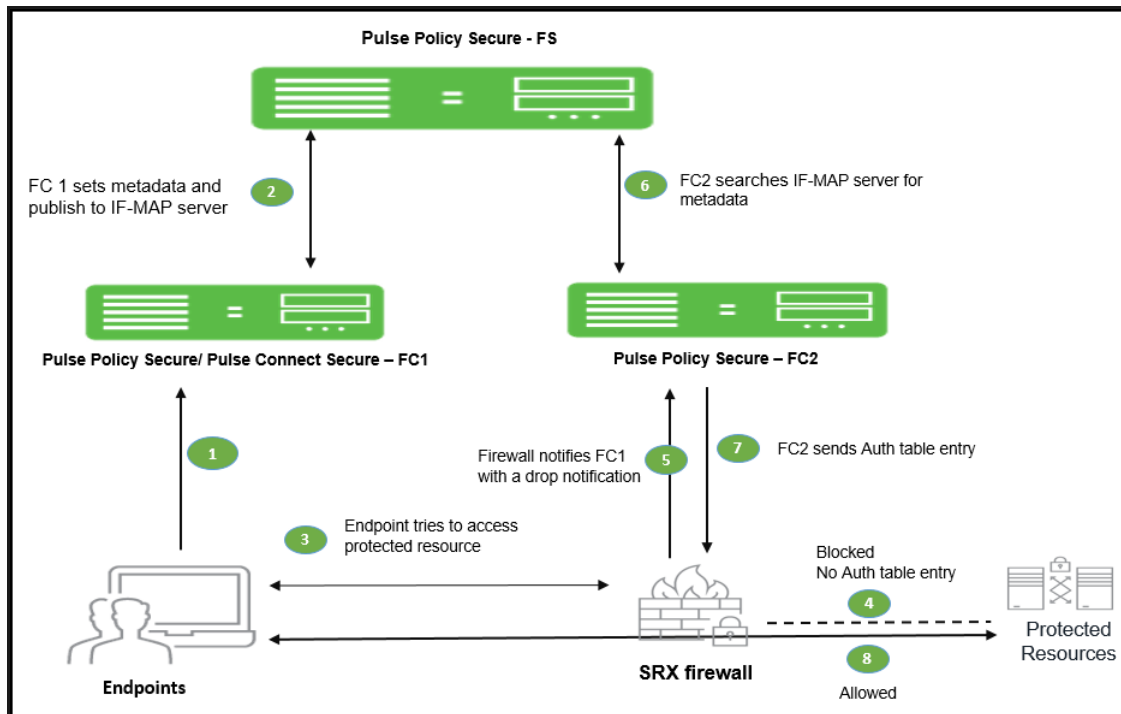 Pulse Policy Secure - FS
FC 1 sets metadata and
publish to IF-MAP server
2
6
FC2 searches IF-MAP server for
metadata
Pulse Policy Secure/ Pulse Connect Secure – FC1
Pulse Policy Secure – FC2
1
Firewall notifies FC1
with a drop notification
5
7
FC2 sends Auth table entry
3
Endpoint tries to access
protected resource
Blocked
No Auth table entry
4
8
Allowed
Protected
Resources
Endpoints
SRX firewall